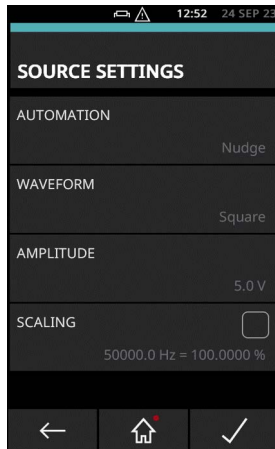 12:52 24 SEP 23
SOURCE SETTINGS
AUTOMATION
Nudge
WAVEFORM
Square
AMPLITUDE
5.0 V
SCALING
50000.0 Hz = 100.0000 %